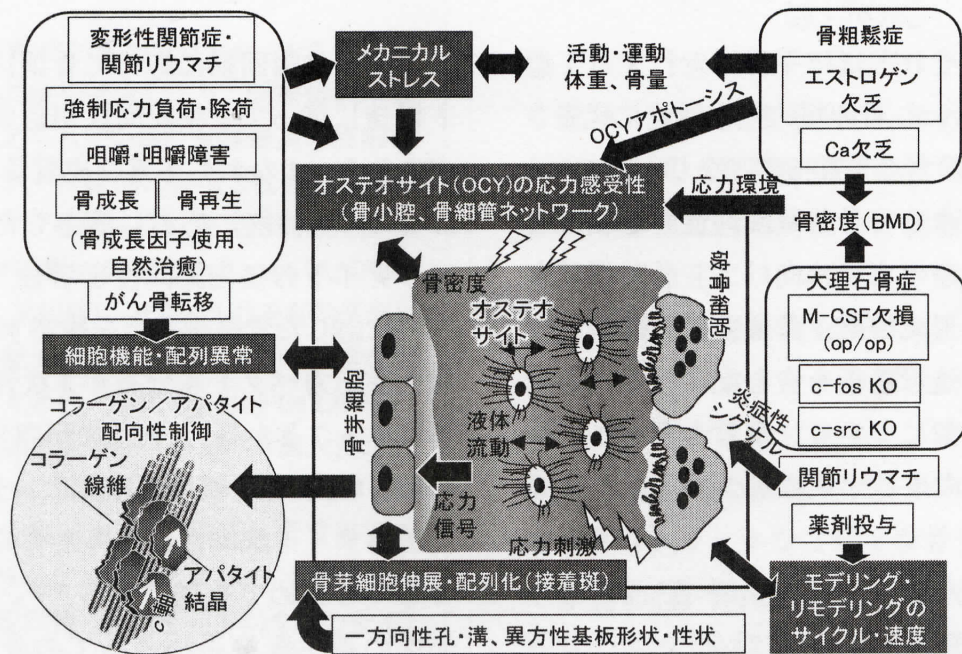 変形性関節症・
関節リウマチ
強制応力負荷・除荷
咀嚼・咀嚼障害
骨成長
骨再生
(骨成長因子使用、
自然治癒)
がん骨転移
細胞機能・配列異常
メカニカル
ストレス
活動・運動
体重、骨量
骨粗鬆症
エストロゲン
欠乏
Ca欠乏
OCYアポトーシス
オステオサイト(OCY)の応力感受性
(骨小腔、骨細管ネットワーク)
応力環境
骨密度(BMD)
大理石骨症
M-CSF欠損
(op/op)
c-fos KO
c-src KO
骨密度
オステオ
サイト
破骨細胞
骨芽細胞
液体
流動
炎症性
シグナル
関節リウマチ
薬剤投与
コラーゲン/アパタイト
配向性制御
コラーゲン
線維
アパタイト
結晶
c軸
応力
信号
応力刺激
骨芽細胞伸展・配列化(接着斑)
モデリング・
リモデリングの
サイクル・速度
一方向性孔・溝、異方性基板形状・性状